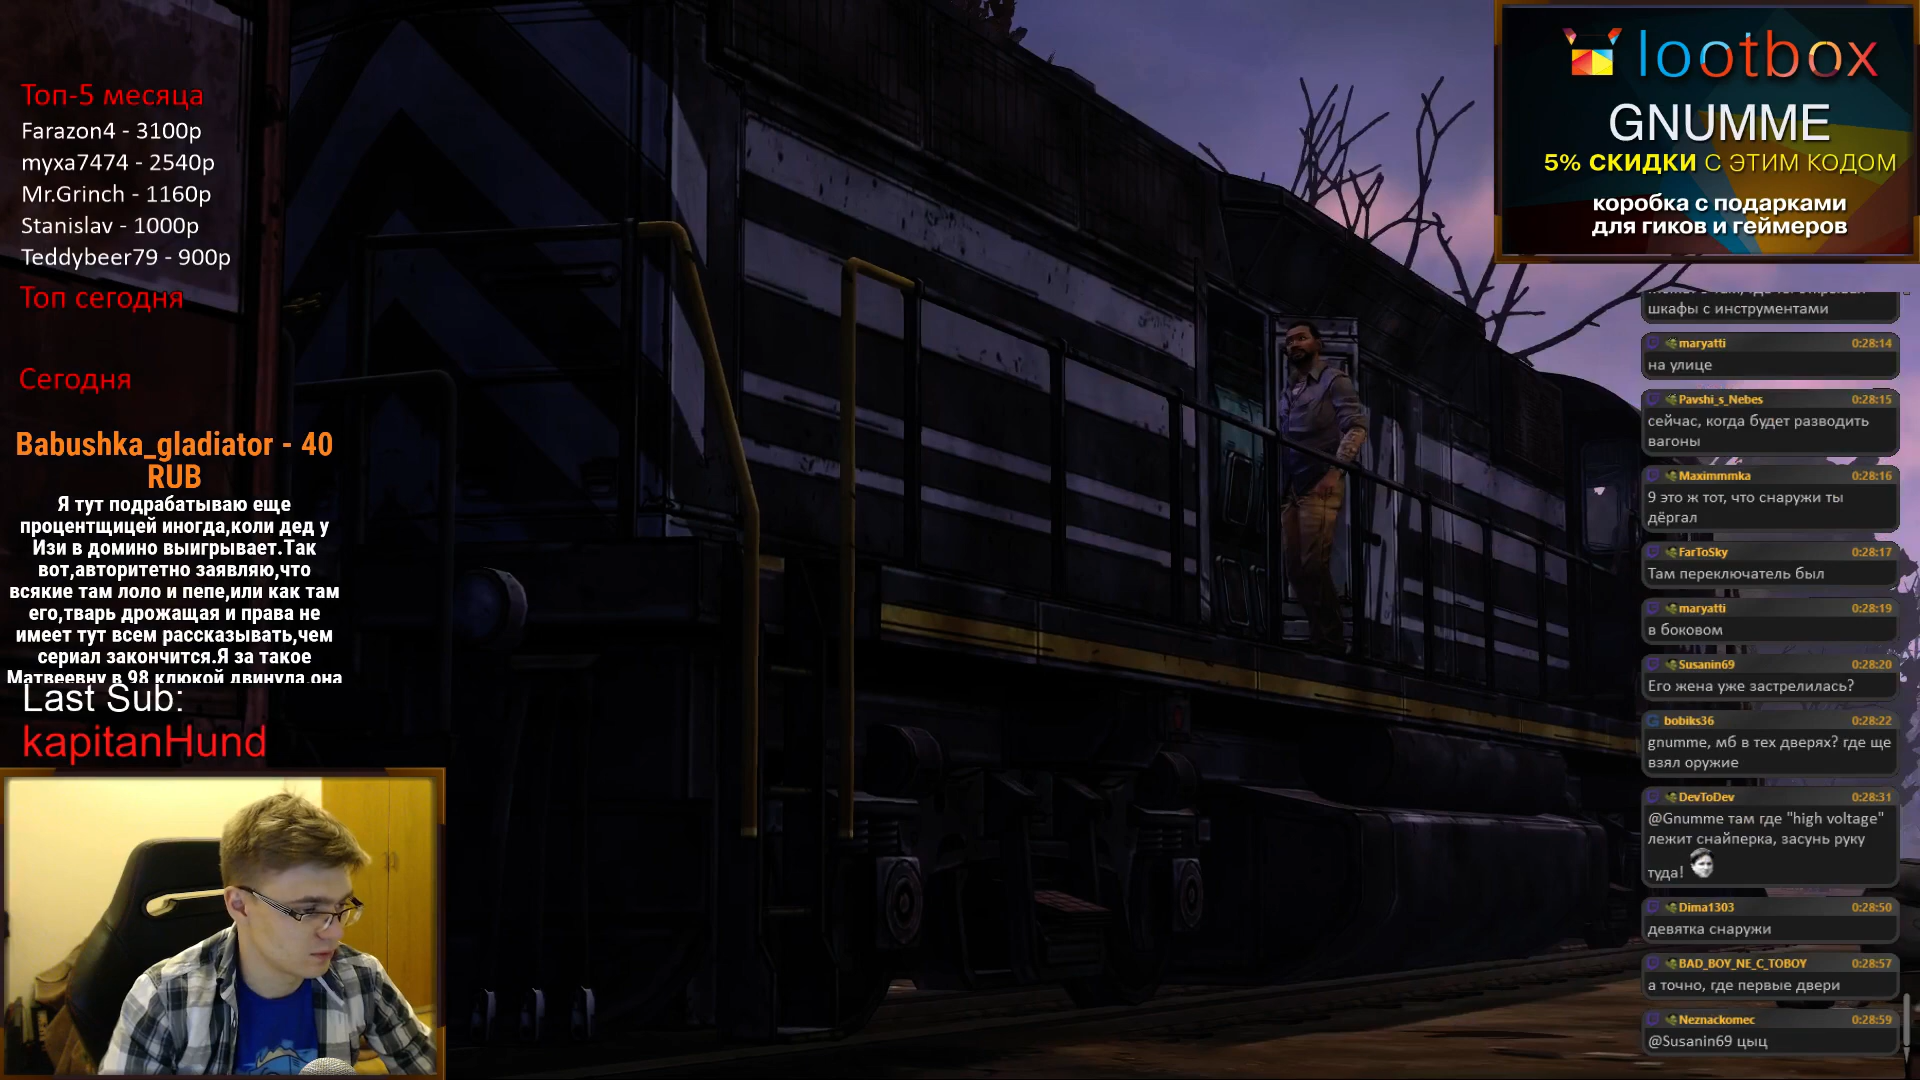 Топ-5 месяца
Farazon4 - 3100р
myxa7474 - 2540р
Mr.Grinch - 1160р
Stanislav - 1000р
Teddybeer79 - 900р
Топ сегодня
Сегодня
Babushka_gladiator - 40
RUB
Я тут подрабатываю еще
процентщицей иногда,коли дед у
Изи в домино выигрывает.Так
вот,авторитетно заявляю,что
всякие там лоло и пепе,или как там
его,тварь дрожащая и права не
имеет тут всем рассказывать,чем
сериал закончится.Я за такое
Матвеевну в 98 клюкой двинула,она
Last Sub:
kapitanHund
lootbox
GNUMME
5% СКИДКИ С ЭТИМ КОДОМ
коробка с подарками
для гиков и геймеров
шкафы с инструментами
maryatti 0:28:14
на улице
Pavshi_s_Nebes 0:28:15
сейчас, когда будет разводить
вагоны
Maximmmka 0:28:16
9 это ж тот, что снаружи ты
дёргал
FarToSky 0:28:17
Там переключатель был
maryatti 0:28:19
в боковом
Susanin69 0:28:20
Его жена уже застрелилась?
bobiks36 0:28:22
gnumme, мб в тех дверях? где ще
взял оружие
DevToDev 0:28:31
@Gnumme там где "high voltage"
лежит снайперка, засунь руку
туда!
Dima1303 0:28:50
девятка снаружи
BAD_BOY_NE_C_TOBOY 0:28:57
а точно, где первые двери
Neznackomec 0:28:59
@Susanin69 цыц